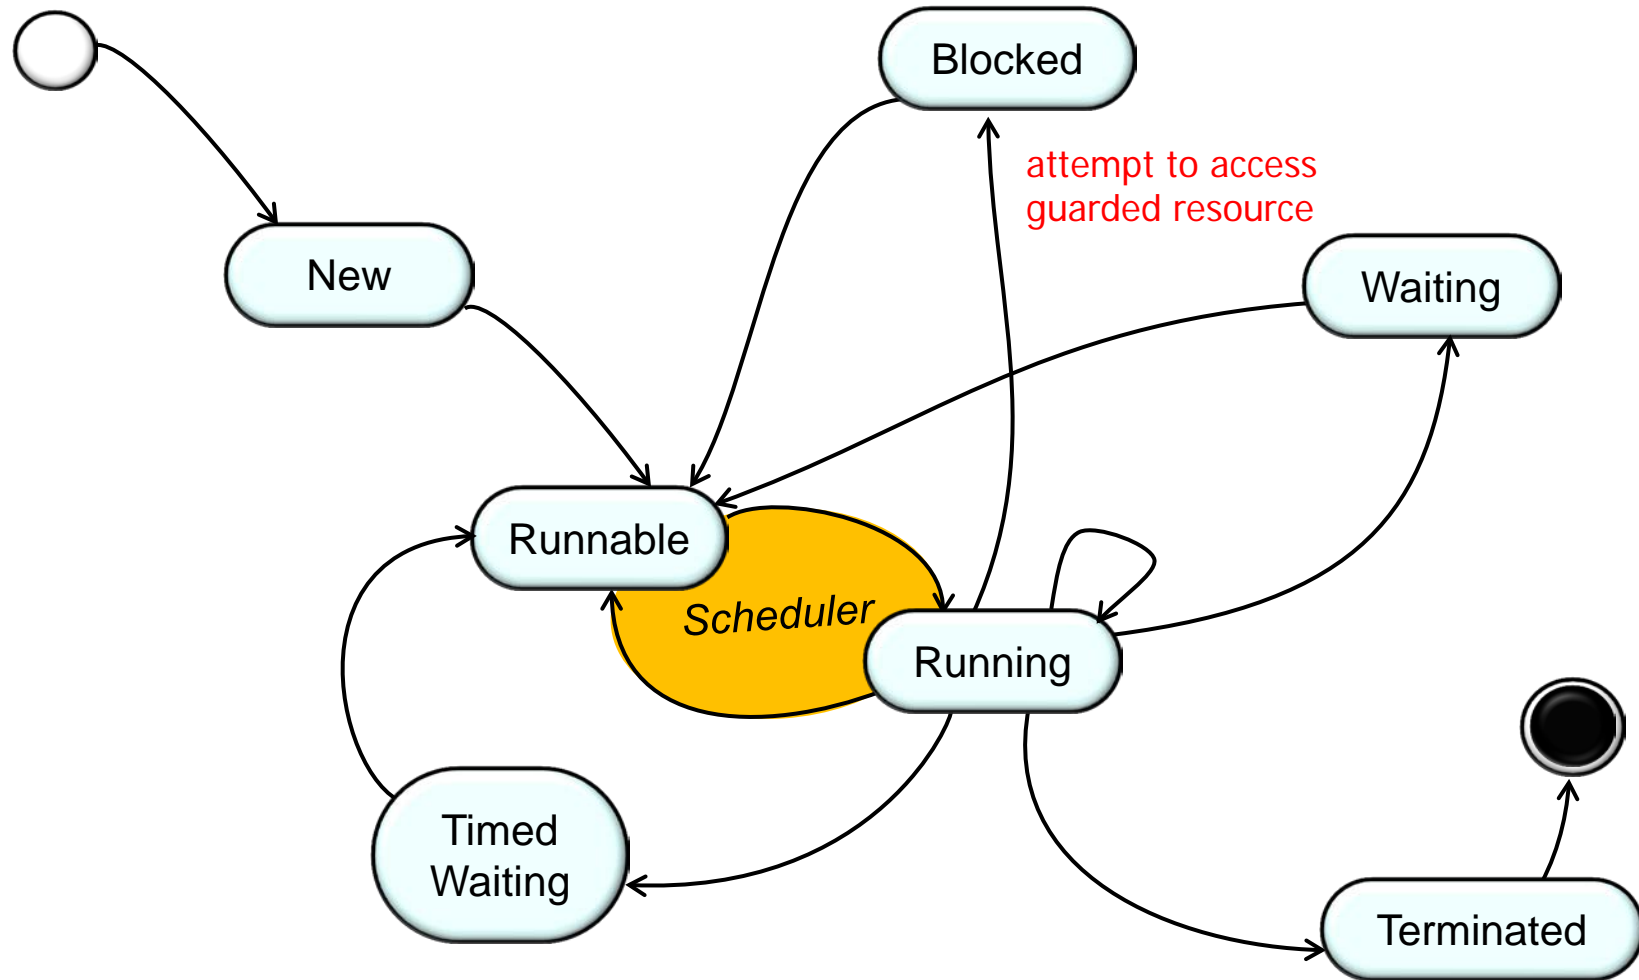 Blocked
attempt to access
guarded resource
New
Waiting
Runnable
Scheduler
Running
Timed
Waiting
Terminated